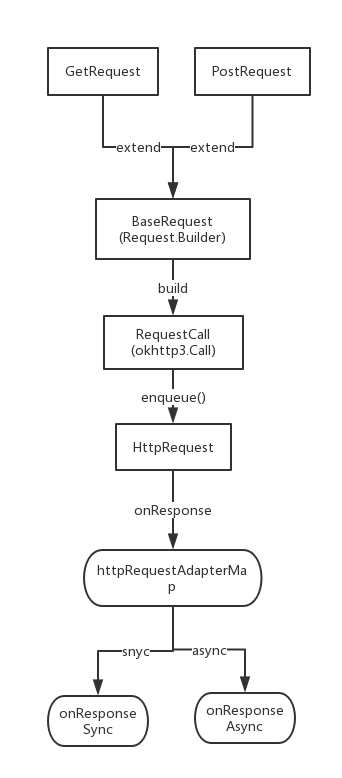 GetRequest
PostRequest
extend
extend
BaseRequest
(Request.Builder)
build
RequestCall
(okhttp3.Call)
enqueue()
HttpRequest
onResponse
httpRequestAdapterMa
p
snyc
async
onResponse
Sync
onResponse
Async